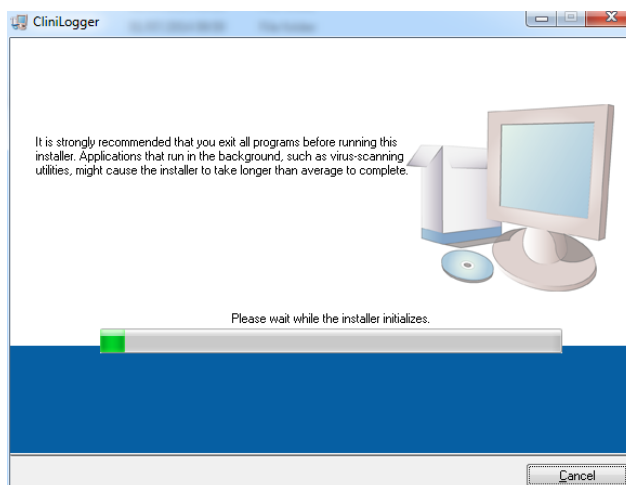 CliniLogger
It is strongly recommended that you exit all programs before running this
installer. Applications that run in the background, such as virus-scanning
utilities, might cause the installer to take longer than average to complete.
Please wait while the installer initializes.
Cancel